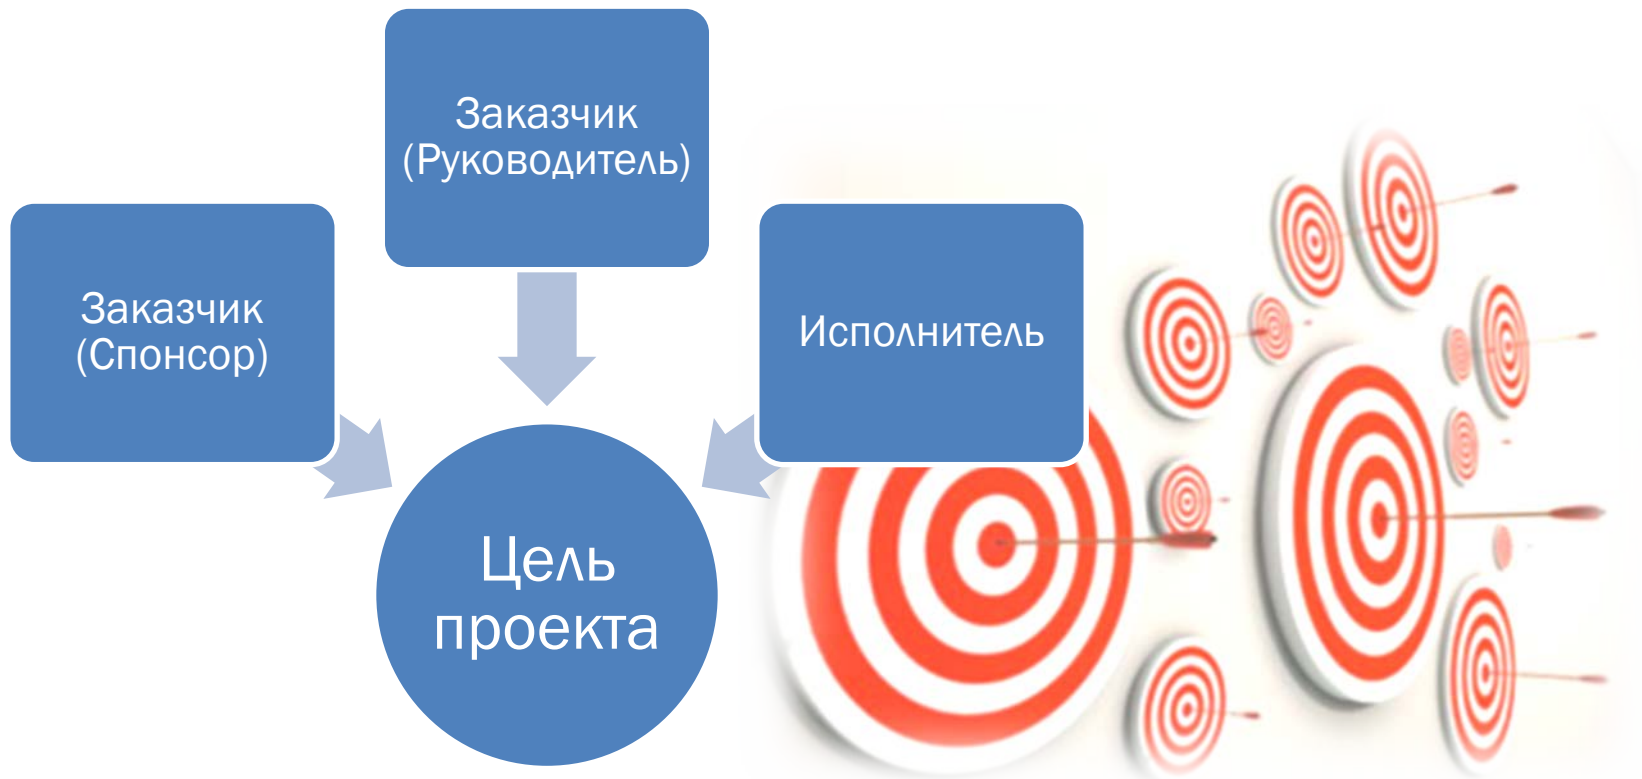 Заказчик
(Руководитель)
Заказчик
(Спонсор)
Исполнитель
Цель
проекта